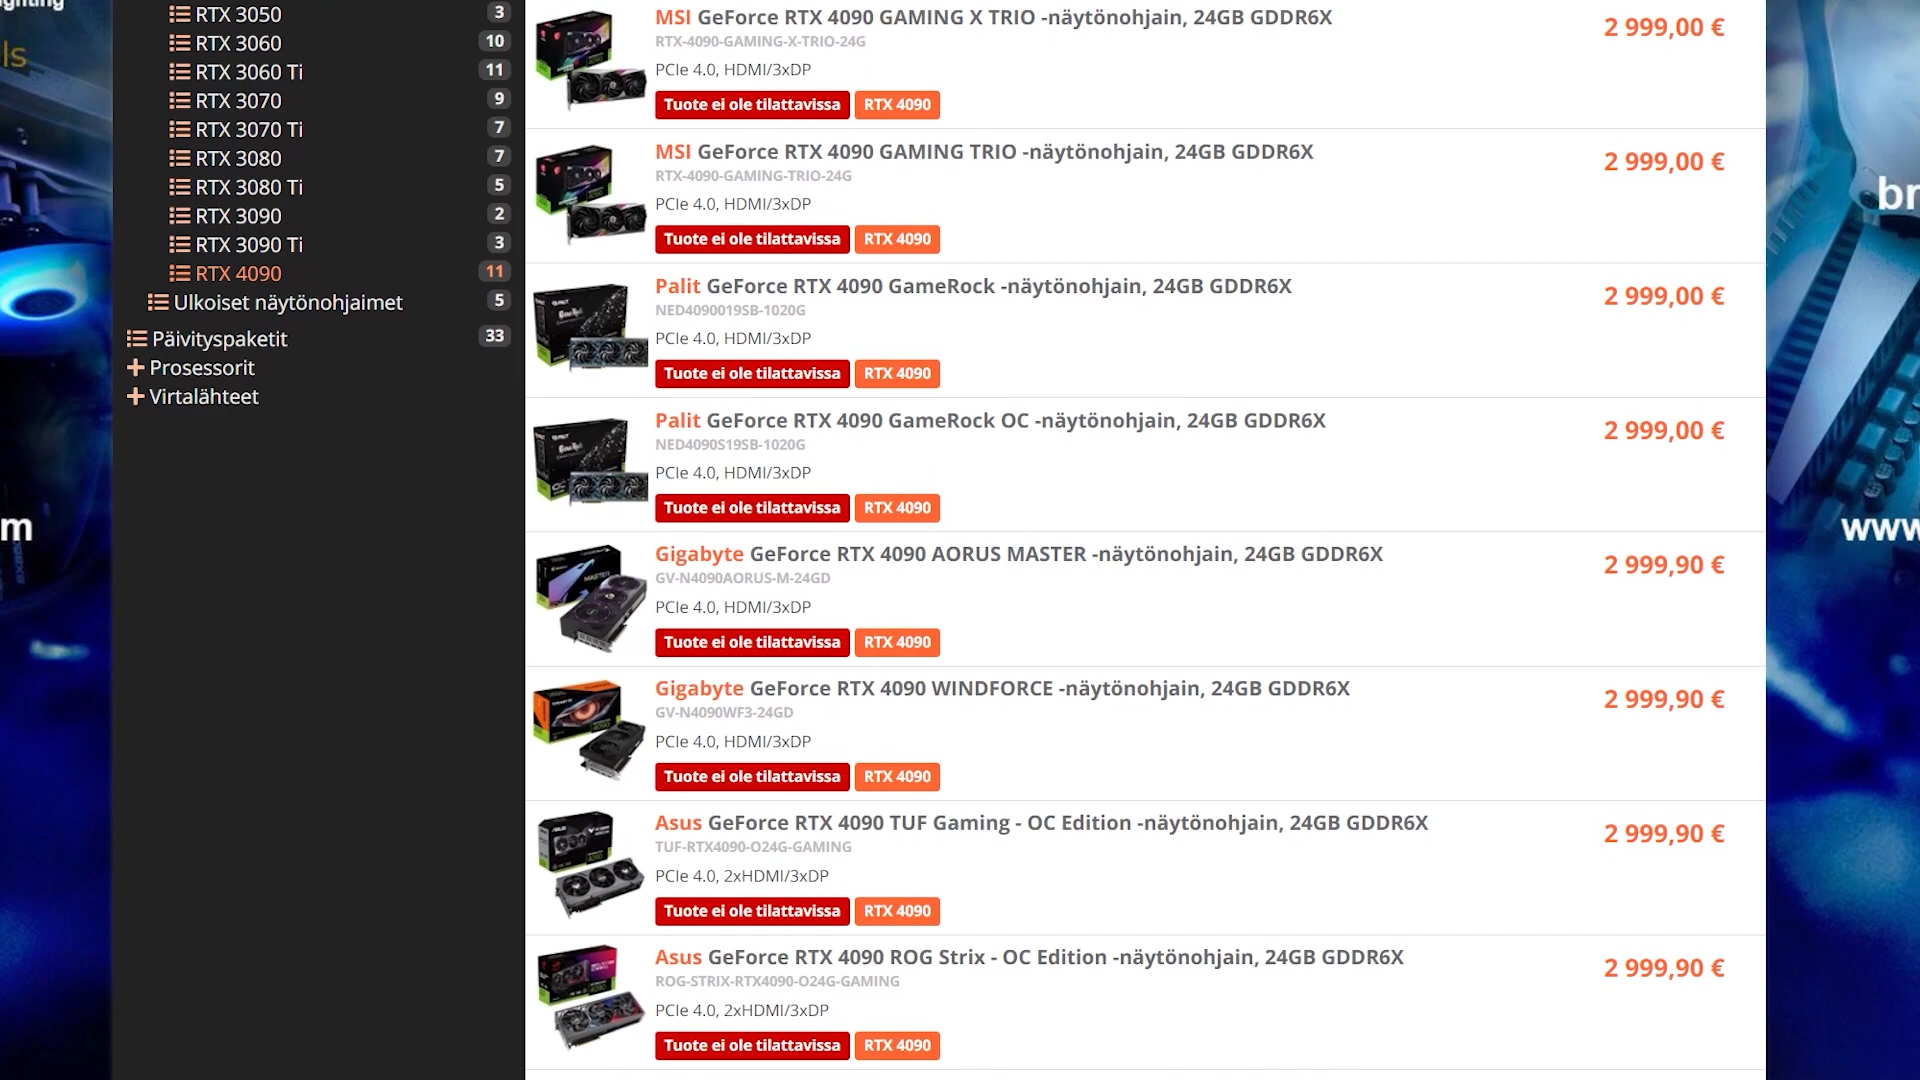 ls
m
RTX 3050 3
RTX 3060 10
RTX 3060 Ti 11
RTX 3070 9
RTX 3070 Ti 7
RTX 3080 7
RTX 3080 Ti 5
RTX 3090 2
RTX 3090 Ti 3
RTX 4090 11
Ulkoiset näytönohjaimet 5
Päivityspaketit 33
Prosessorit
Virtalähteet
MSI GeForce RTX 4090 GAMING X TRIO -näytönohjain, 24GB GDDR6X
2 999,00 €
RTX-4090-GAMING-X-TRIO-24G
PCIe 4.0, HDMI/3xDP
Tuote ei ole tilattavissa RTX 4090
MSI GeForce RTX 4090 GAMING TRIO -näytönohjain, 24GB GDDR6X
2 999,00 €
RTX-4090-GAMING-TRIO-24G
PCIe 4.0, HDMI/3xDP
Tuote ei ole tilattavissa RTX 4090
Palit GeForce RTX 4090 GameRock -näytönohjain, 24GB GDDR6X
2 999,00 €
NED4090019SB-1020G
PCIe 4.0, HDMI/3xDP
Tuote ei ole tilattavissa RTX 4090
Palit GeForce RTX 4090 GameRock OC -näytönohjain, 24GB GDDR6X
2 999,00 €
NED4090S19SB-1020G
PCIe 4.0, HDMI/3xDP
Tuote ei ole tilattavissa RTX 4090
Gigabyte GeForce RTX 4090 AORUS MASTER -näytönohjain, 24GB GDDR6X
2 999,90 €
GV-N4090AORUS-M-24GD
PCIe 4.0, HDMI/3xDP
Tuote ei ole tilattavissa RTX 4090
Gigabyte GeForce RTX 4090 WINDFORCE -näytönohjain, 24GB GDDR6X
2 999,90 €
GV-N4090WF3-24GD
PCIe 4.0, HDMI/3xDP
Tuote ei ole tilattavissa RTX 4090
Asus GeForce RTX 4090 TUF Gaming - OC Edition -näytönohjain, 24GB GDDR6X
2 999,90 €
TUF-RTX4090-O24G-GAMING
PCIe 4.0, 2xHDMI/3xDP
Tuote ei ole tilattavissa RTX 4090
Asus GeForce RTX 4090 ROG Strix - OC Edition -näytönohjain, 24GB GDDR6X
2 999,90 €
ROG-STRIX-RTX4090-O24G-GAMING
PCIe 4.0, 2xHDMI/3xDP
Tuote ei ole tilattavissa RTX 4090
br
www